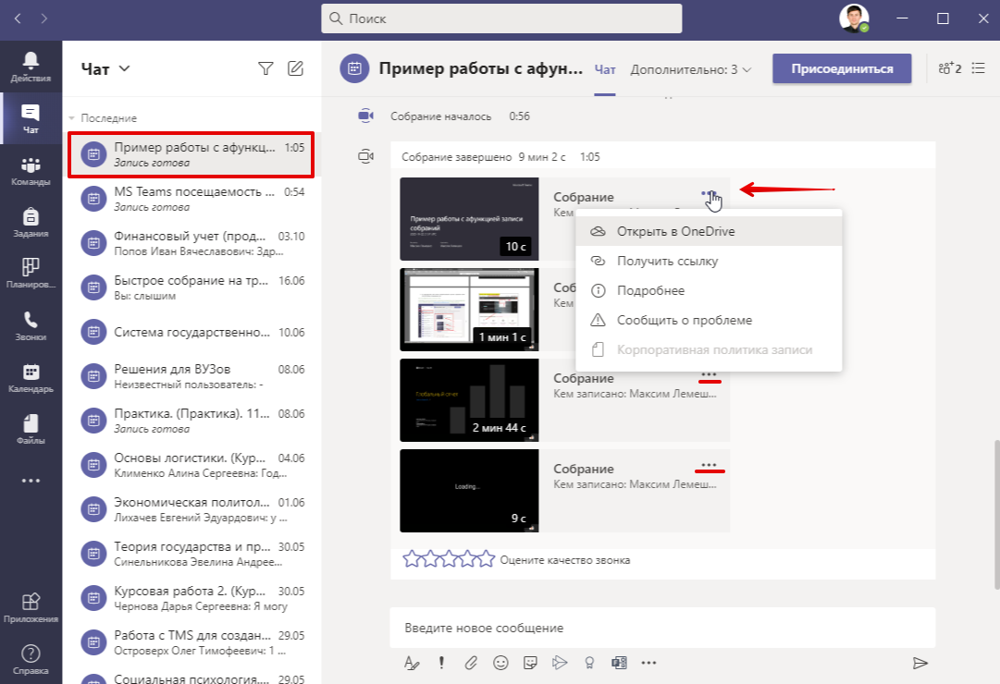 Поиск
Действия
Чат
Команды
Задания
Планиров...
Звонки
Календарь
Файлы
Приложения
Справка
Чат
Последние
Пример работы с афункц... 1:05
Запись готова
MS Teams посещаемость ... 0:54
Запись готова
Финансовый учет (прод... 03.10
Попов Иван Вячеславович: Здр...
Быстрое собрание на тр... 16.06
Вы: слышим
Система государственно... 10.06
Решения для ВУЗов 08.06
Неизвестный пользователь: -
Практика. (Практика). 11... 08.06
Запись готова
Основы логистики. (Кур... 04.06
Клименко Алина Сергеевна: Год...
Экономическая политол... 01.06
Лихачев Евгений Эдуардович: у ...
Теория государства и пр... 30.05
Синельникова Эвелина Андрее...
Курсовая работа 2. (Кур... 30.05
Чернова Дарья Сергеевна: Я могу
Работа с TMS для создан... 29.05
Островерх Олег Тимофеевич: 1 ...
Социальная психология.... 29.05
Пример работы с афун... Чат Дополнительно: 3 Присоединиться 2
Собрание началось 0:56
Собрание завершено 9 мин 2 с 1:05
Пример работы с афункцией записи
собраний
10 с
Собрание
Кем
Открыть в OneDrive
Получить ссылку
Подробнее
Сообщить о проблеме
Корпоративная политика записи
1 мин 1 с
Соб
Кем
Глобальный отчет
2 мин 44 с
Собрание
Кем записано: Максим Лемеш...
Loading...
9 с
Собрание
Кем записано: Максим Лемеш...
Оцените качество звонка
Введите новое сообщение